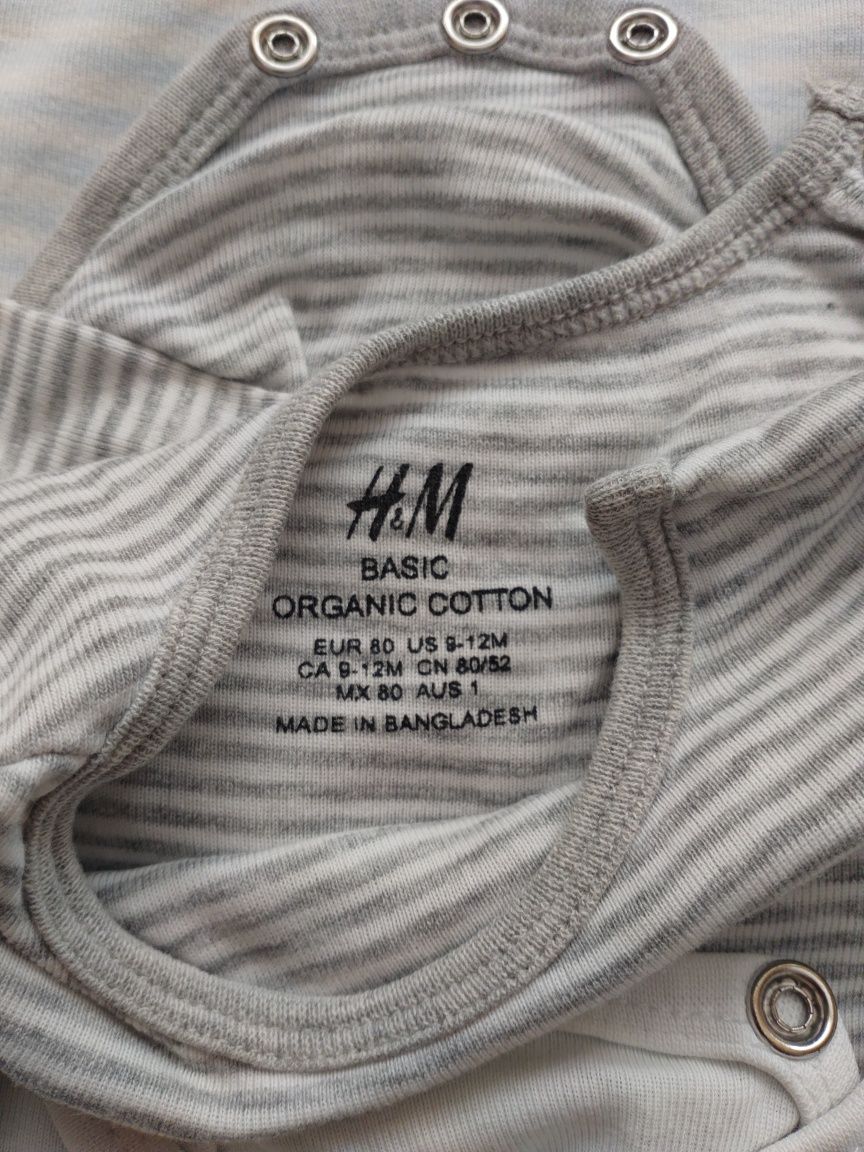 H&M
BASIC
ORGANIC COTTON
EUR 80 US 9-12M
CA 9-12M CN 80/52
MX 80 AUS 1
MADE IN BANGLADESH